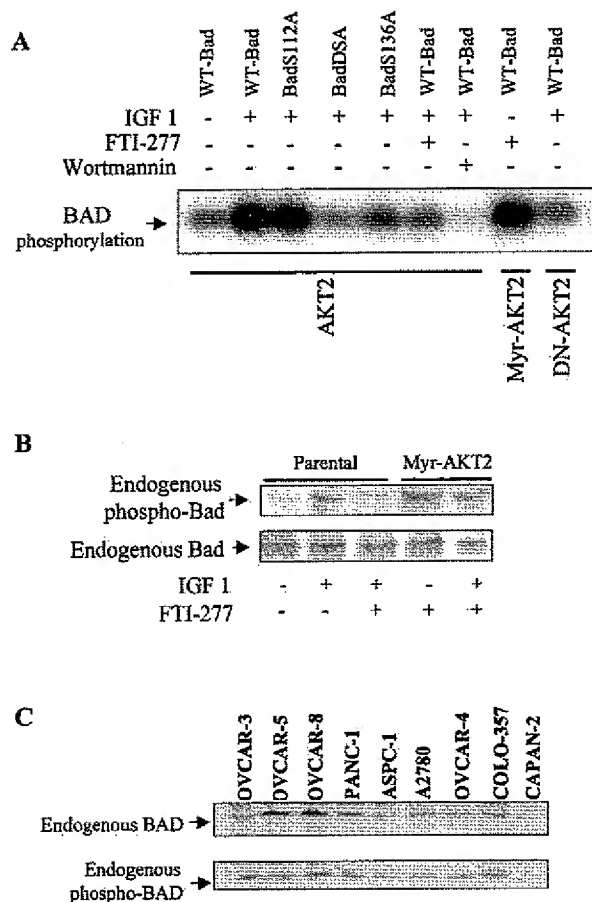 A
WT-Bad WT-Bad BadS112A BadDSA BadS136A WT-Bad WT-Bad WT-Bad WT-Bad
IGF 1 - + + + + + + - +
FTI-277 - - - - - + - + -
Wortmannin - - - - - - + - -
BAD
phosphorylation
AKT2 Myr-AKT2 DN-AKT2
B
Parental Myr-AKT2
Endogenous
phospho-Bad
Endogenous Bad
IGF 1 - + + - +
FTI-277 - - + + +
C
OVCAR-3 OVCAR-5 OVCAR-8 PANC-1 ASPC-1 A2780 OVCAR-4 COLO-357 CAPAN-2
Endogenous BAD
Endogenous
phospho-BAD